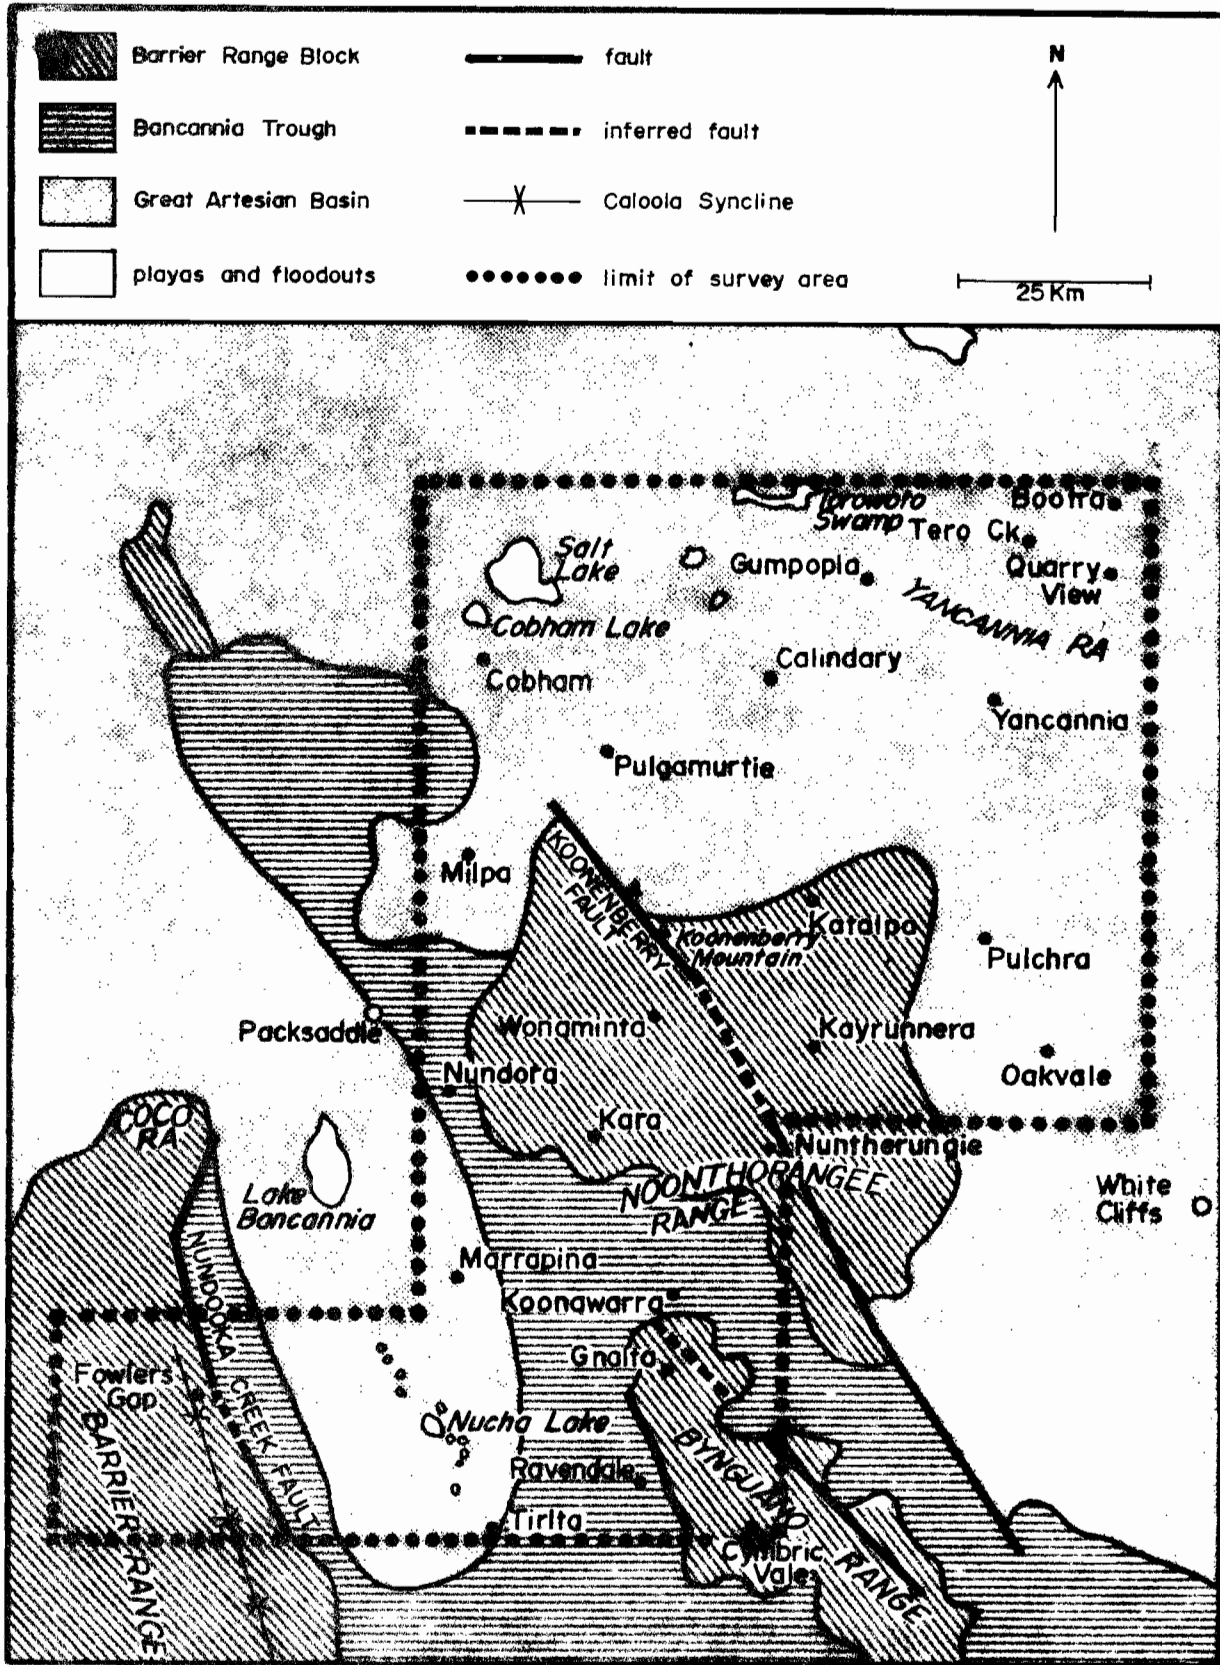 Barrier Range Block
Bancannia Trough
Great Artesian Basin
playas and floodouts
fault
inferred fault
Caloola Syncline
limit of survey area
N
25 Km
Torowoto
Swamp
Bootra
Tero Ck
Salt
Lake
Gumpopla
Quarry
View
YANCANNIA RA
Cobham Lake
Calindary
Cobham
Yancannia
Pulgamurtie
Milpa
KOONENBERRY
FAULT
Katalpa
Koonenberry
Mountain
Pulchra
Packsaddle
Wonaminta
Kayrunnera
Nundora
Oakvale
COCO
RA
Kara
Nuntherungie
NOONTHORANGEE
RANGE
White
Cliffs
Lake
Bancannia
Marrapina
Koonawarra
NUNDOOKA CREEK FAULT
Gnalta
Fowlers
Gap
BARRIER RANGE
Nucha Lake
BYNGUANO RANGE
Ravendale
Tirlta
Cymbric
Vale